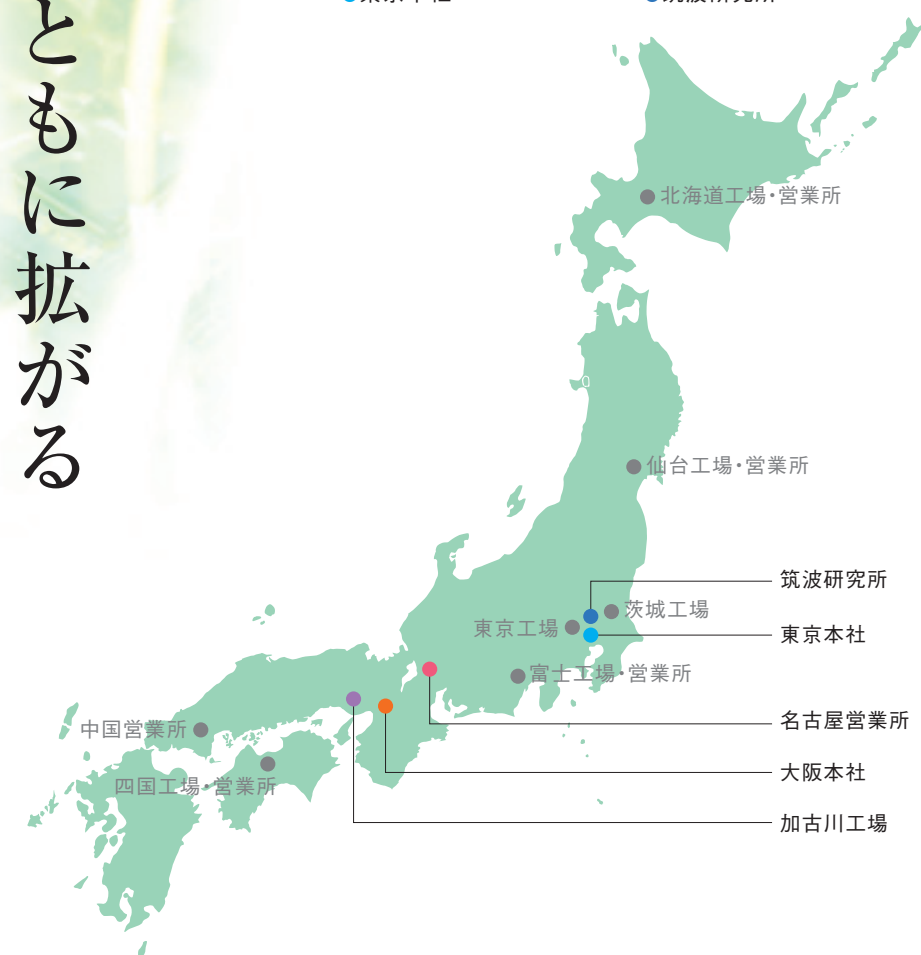 ともに拡がる
北海道工場・営業所
仙台工場・営業所
筑波研究所
茨城工場
東京工場
東京本社
富士工場・営業所
名古屋営業所
中国営業所
大阪本社
四国工場・営業所
加古川工場